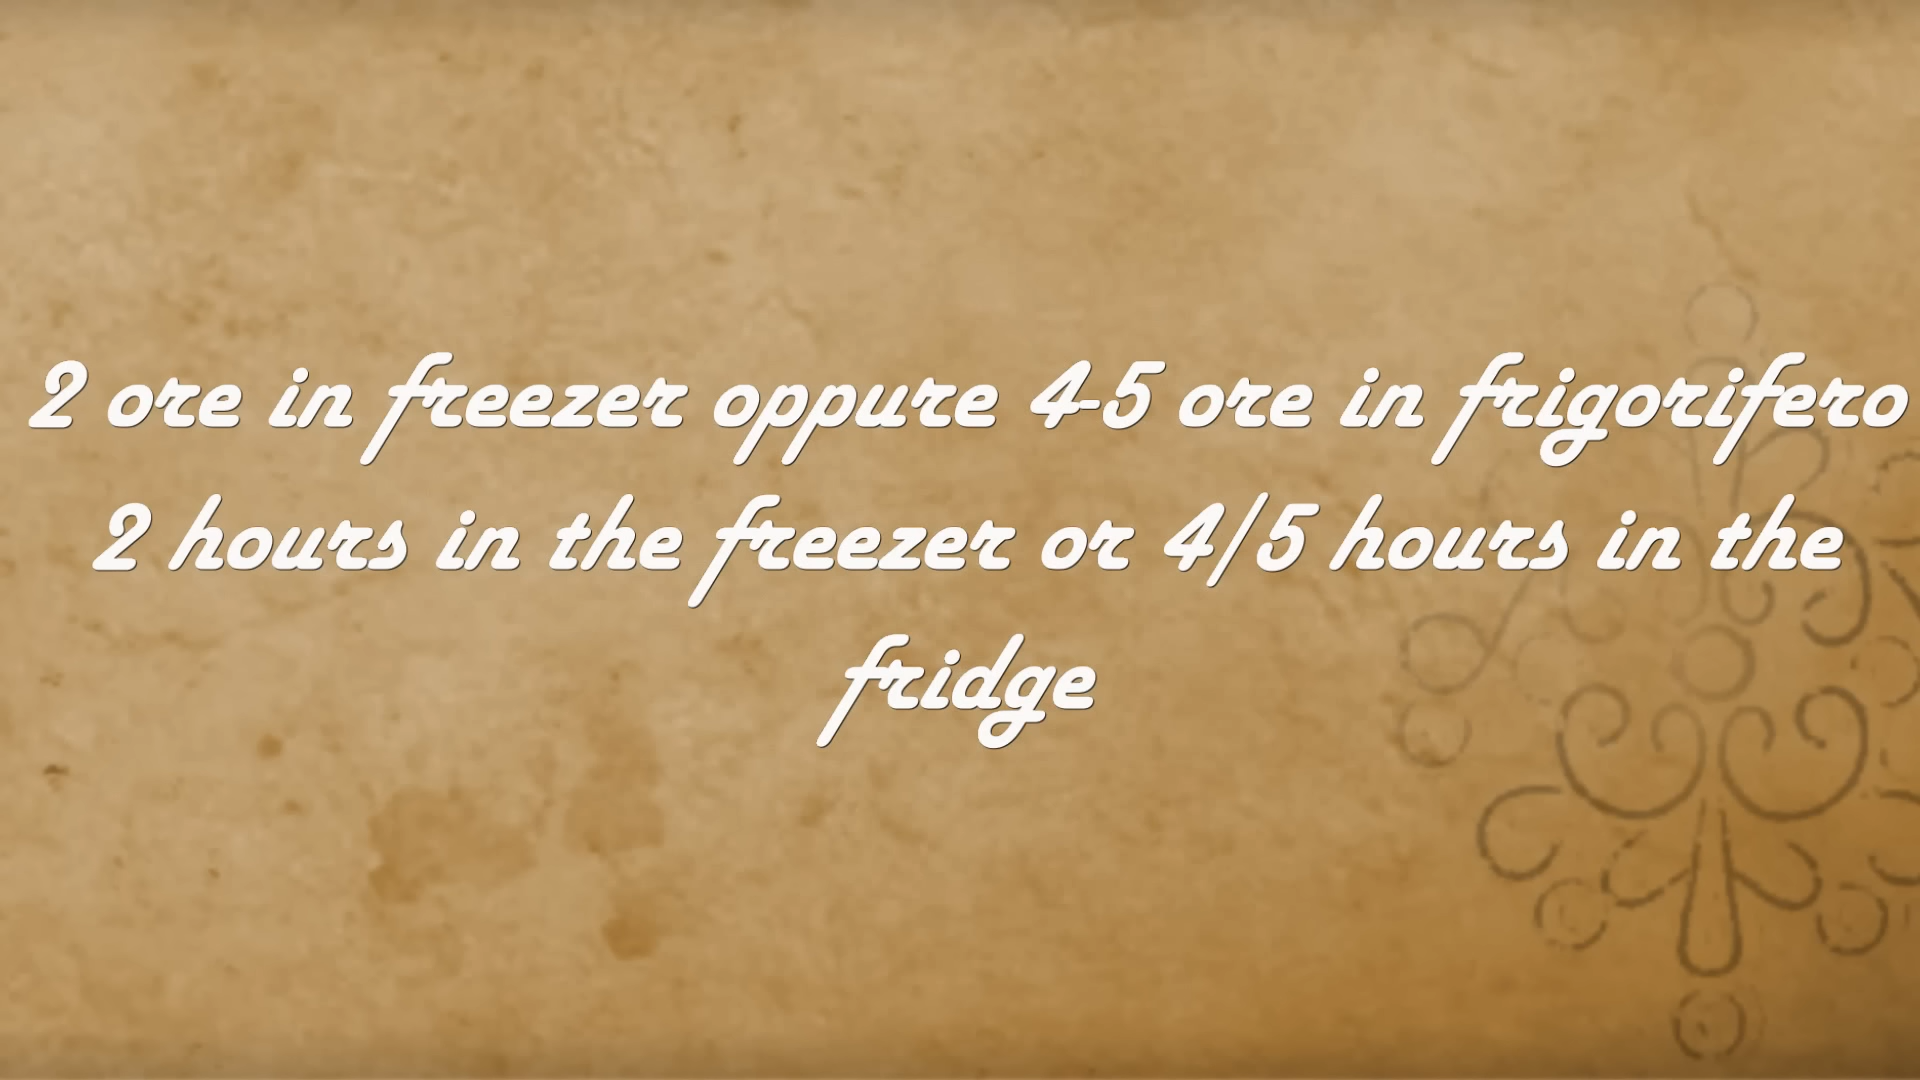 2 ore in freezer oppure 4-5 ore in frigorifero
2 hours in the freezer or 4/5 hours in the
fridge